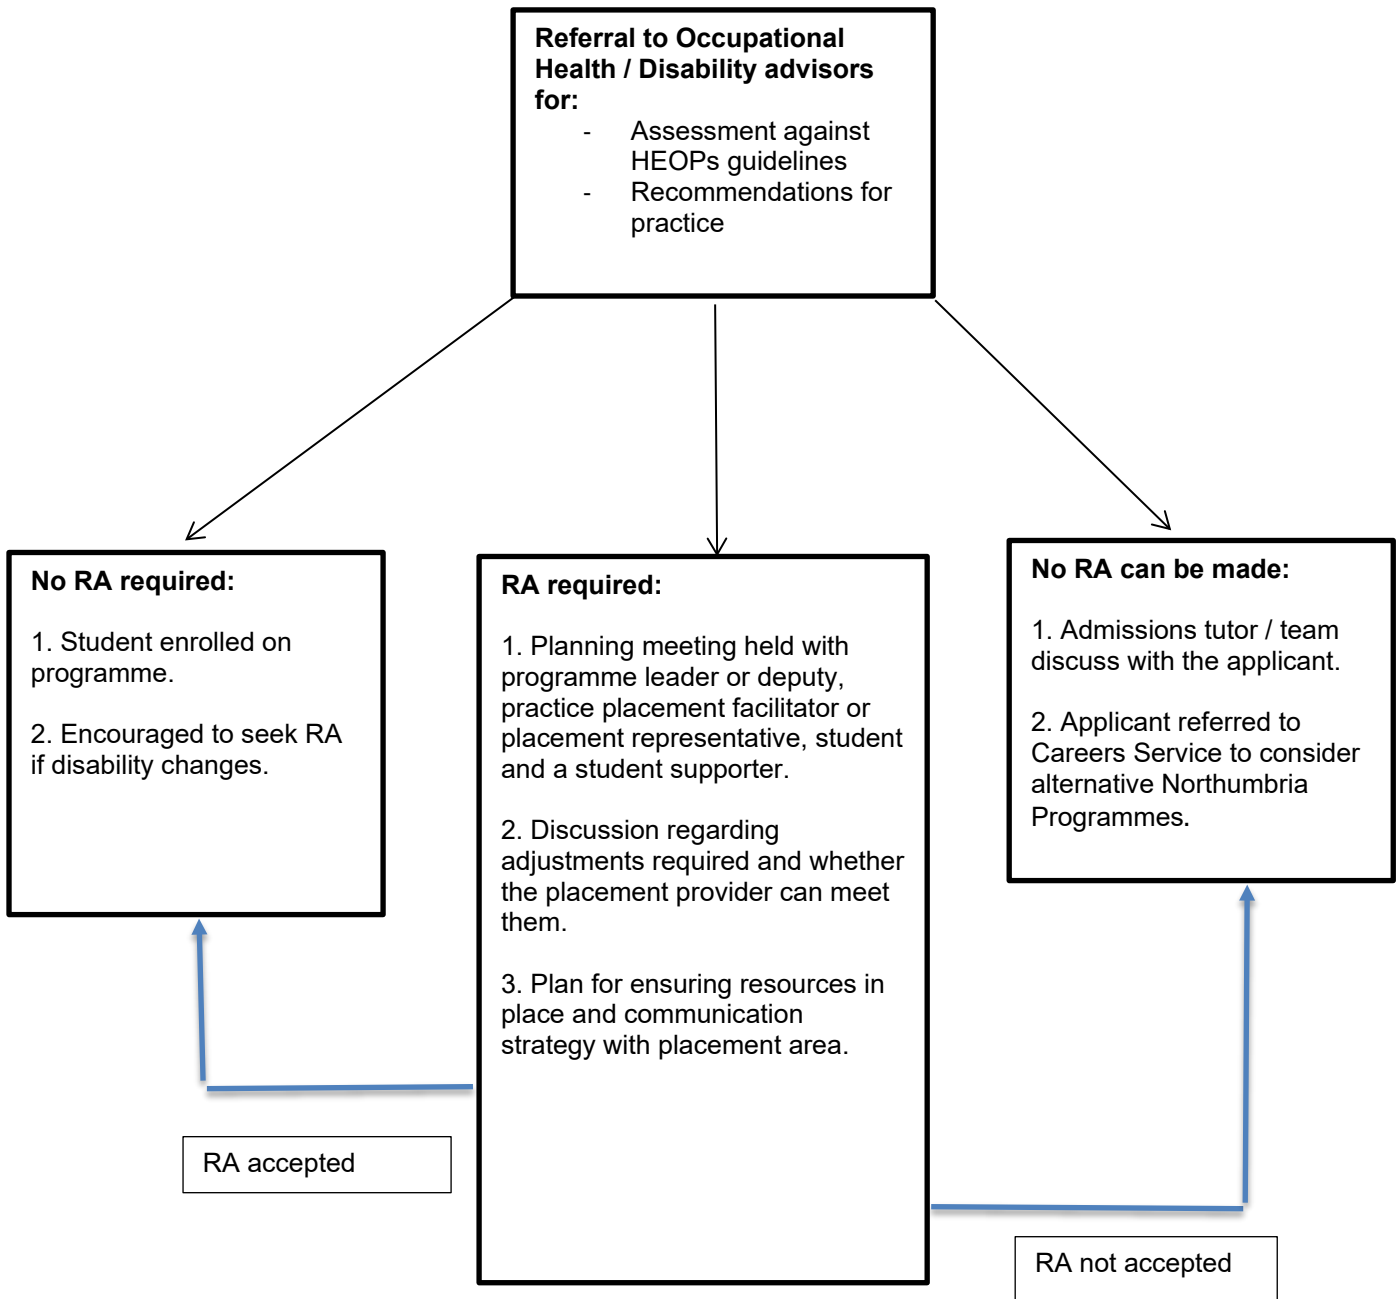 Referral to Occupational
Health / Disability advisors
for:
- Assessment against
HEOPs guidelines
- Recommendations for
practice
No RA required:
1. Student enrolled on
programme.
2. Encouraged to seek RA
if disability changes.
RA required:
1. Planning meeting held with
programme leader or deputy,
practice placement facilitator or
placement representative, student
and a student supporter.
2. Discussion regarding
adjustments required and whether
the placement provider can meet
them.
3. Plan for ensuring resources in
place and communication
strategy with placement area.
No RA can be made:
1. Admissions tutor / team
discuss with the applicant.
2. Applicant referred to
Careers Service to consider
alternative Northumbria
Programmes.
RA accepted
RA not accepted